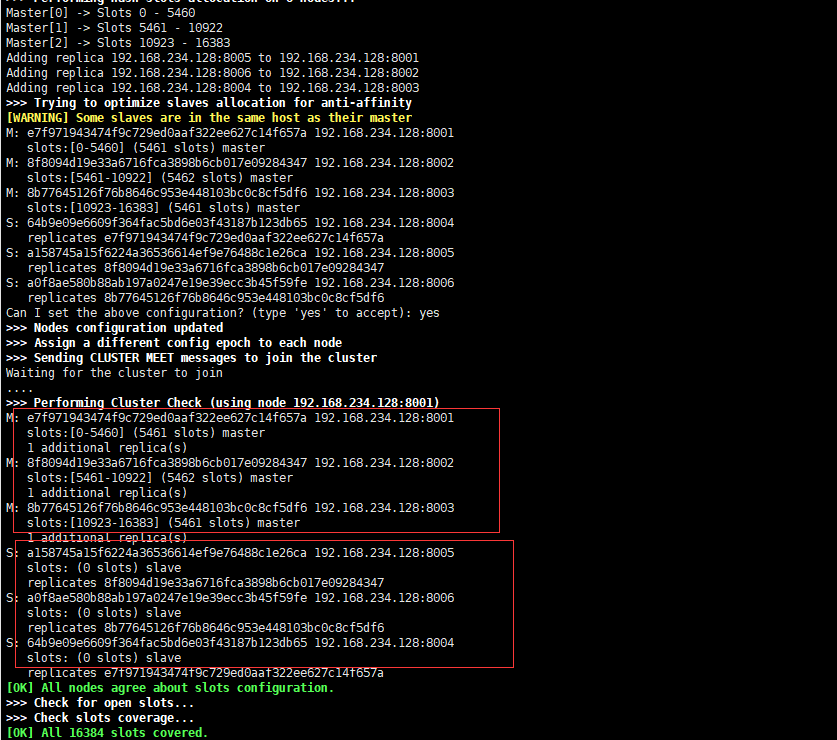 >>> Performing hash slots allocation on 6 nodes...
Master[0] -> Slots 0 - 5460
Master[1] -> Slots 5461 - 10922
Master[2] -> Slots 10923 - 16383
Adding replica 192.168.234.128:8005 to 192.168.234.128:8001
Adding replica 192.168.234.128:8006 to 192.168.234.128:8002
Adding replica 192.168.234.128:8004 to 192.168.234.128:8003
>>> Trying to optimize slaves allocation for anti-affinity
[WARNING] Some slaves are in the same host as their master
M: e7f971943474f9c729ed0aaf322ee627c14f657a 192.168.234.128:8001
slots:[0-5460] (5461 slots) master
M: 8f8094d19e33a6716fca3898b6cb017e09284347 192.168.234.128:8002
slots:[5461-10922] (5462 slots) master
M: 8b77645126f76b8646c953e448103bc0c8cf5df6 192.168.234.128:8003
slots:[10923-16383] (5461 slots) master
S: 64b9e09e6609f364fac5bd6e03f43187b123db65 192.168.234.128:8004
replicates e7f971943474f9c729ed0aaf322ee627c14f657a
S: a158745a15f6224a36536614ef9e76488c1e26ca 192.168.234.128:8005
replicates 8f8094d19e33a6716fca3898b6cb017e09284347
S: a0f8ae580b88ab197a0247e19e39ecc3b45f59fe 192.168.234.128:8006
replicates 8b77645126f76b8646c953e448103bc0c8cf5df6
Can I set the above configuration? (type 'yes' to accept): yes
>>> Nodes configuration updated
>>> Assign a different config epoch to each node
>>> Sending CLUSTER MEET messages to join the cluster
Waiting for the cluster to join
....
>>> Performing Cluster Check (using node 192.168.234.128:8001)
M: e7f971943474f9c729ed0aaf322ee627c14f657a 192.168.234.128:8001
slots:[0-5460] (5461 slots) master
1 additional replica(s)
M: 8f8094d19e33a6716fca3898b6cb017e09284347 192.168.234.128:8002
slots:[5461-10922] (5462 slots) master
1 additional replica(s)
M: 8b77645126f76b8646c953e448103bc0c8cf5df6 192.168.234.128:8003
slots:[10923-16383] (5461 slots) master
1 additional replica(s)
S: a158745a15f6224a36536614ef9e76488c1e26ca 192.168.234.128:8005
slots: (0 slots) slave
replicates 8f8094d19e33a6716fca3898b6cb017e09284347
S: a0f8ae580b88ab197a0247e19e39ecc3b45f59fe 192.168.234.128:8006
slots: (0 slots) slave
replicates 8b77645126f76b8646c953e448103bc0c8cf5df6
S: 64b9e09e6609f364fac5bd6e03f43187b123db65 192.168.234.128:8004
slots: (0 slots) slave
replicates e7f971943474f9c729ed0aaf322ee627c14f657a
[OK] All nodes agree about slots configuration.
>>> Check for open slots...
>>> Check slots coverage...
[OK] All 16384 slots covered.